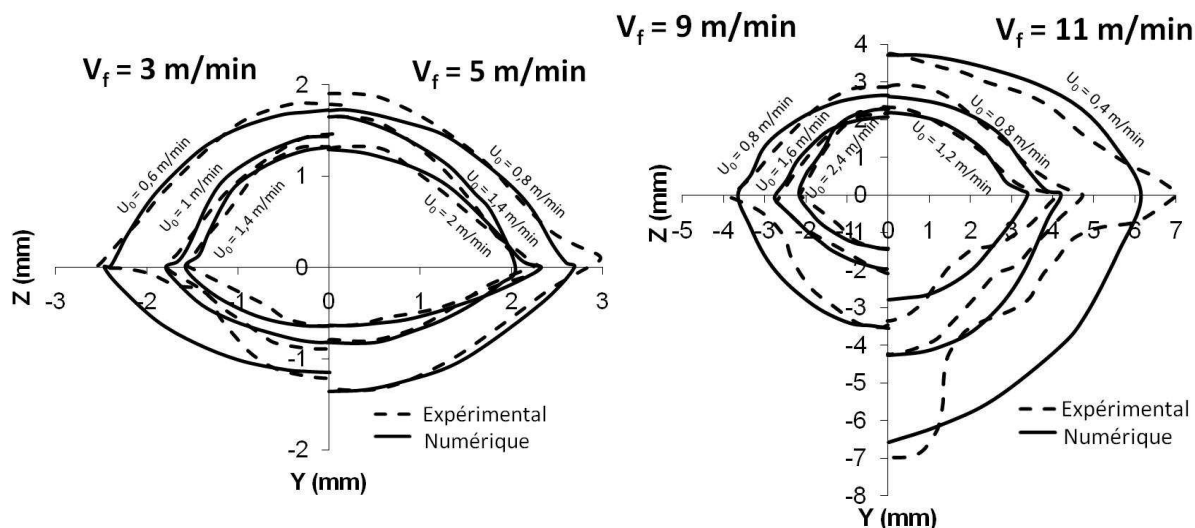 V_f = 3 m/min
V_f = 5 m/min
2
1
0
-1
-2
-3
-2
-1
0
1
2
3
Z (mm)
Y (mm)
U_0 = 0,6 m/min
U_0 = 1 m/min
U_0 = 1,4 m/min
U_0 = 0,8 m/min
U_0 = 1,4 m/min
U_0 = 2 m/min
Expérimental
Numérique
V_f = 9 m/min
V_f = 11 m/min
4
3
2
1
0
-1
-2
-3
-4
-5
-6
-7
-8
-5
-4
-3
-2
-1
0
1
2
3
4
5
6
7
Z (mm)
Y (mm)
U_0 = 0,8 m/min
U_0 = 1,6 m/min
U_0 = 2,4 m/min
U_0 = 0,4 m/min
U_0 = 0,8 m/min
U_0 = 1,2 m/min
Expérimental
Numérique